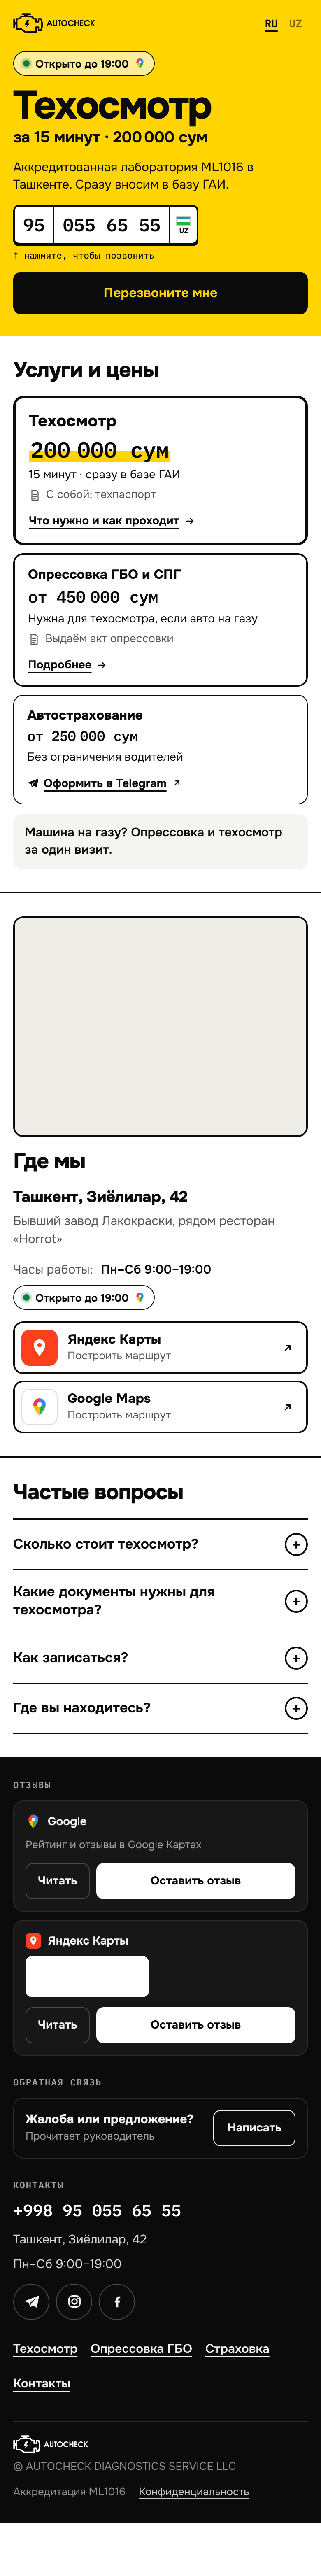 AUTOCHECK
RU UZ
Открыто до 19:00
Техосмотр
за 15 минут · 200 000 сум
Аккредитованная лаборатория ML1016 в
Ташкенте. Сразу вносим в базу ГАИ.
95 055 65 55 UZ
↑ нажмите, чтобы позвонить
Перезвоните мне
Услуги и цены
Техосмотр
200 000 сум
15 минут · сразу в базе ГАИ
С собой: техпаспорт
Что нужно и как проходит →
Опрессовка ГБО и СПГ
от 450 000 сум
Нужна для техосмотра, если авто на газу
Выдаём акт опрессовки
Подробнее →
Автострахование
от 250 000 сум
Без ограничения водителей
Оформить в Telegram ↗
Машина на газу? Опрессовка и техосмотр
за один визит.
Где мы
Ташкент, Зиёлилар, 42
Бывший завод Лакокраски, рядом ресторан
«Horrot»
Часы работы: Пн–Сб 9:00–19:00
Открыто до 19:00
Яндекс Карты
Построить маршрут
↗
Google Maps
Построить маршрут
↗
Частые вопросы
Сколько стоит техосмотр? +
Какие документы нужны для
техосмотра? +
Как записаться? +
Где вы находитесь? +
ОТЗЫВЫ
Google
Рейтинг и отзывы в Google Картах
Читать Оставить отзыв
Яндекс Карты
Читать Оставить отзыв
ОБРАТНАЯ СВЯЗЬ
Жалоба или предложение?
Прочитает руководитель
Написать
КОНТАКТЫ
+998 95 055 65 55
Ташкент, Зиёлилар, 42
Пн–Сб 9:00–19:00
Техосмотр Опрессовка ГБО Страховка
Контакты
AUTOCHECK
© AUTOCHECK DIAGNOSTICS SERVICE LLC
Аккредитация ML1016 Конфиденциальность